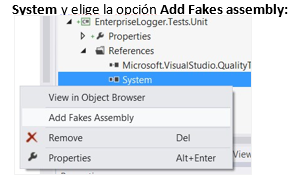 System y elige la opción Add Fakes assembly:
EnterpriseLogger.Tests.Unit
Properties
References
Microsoft.VisualStudio.QualityT
System
View in Object Browser
Add Fakes Assembly
Remove Del
Properties Alt+Enter
View